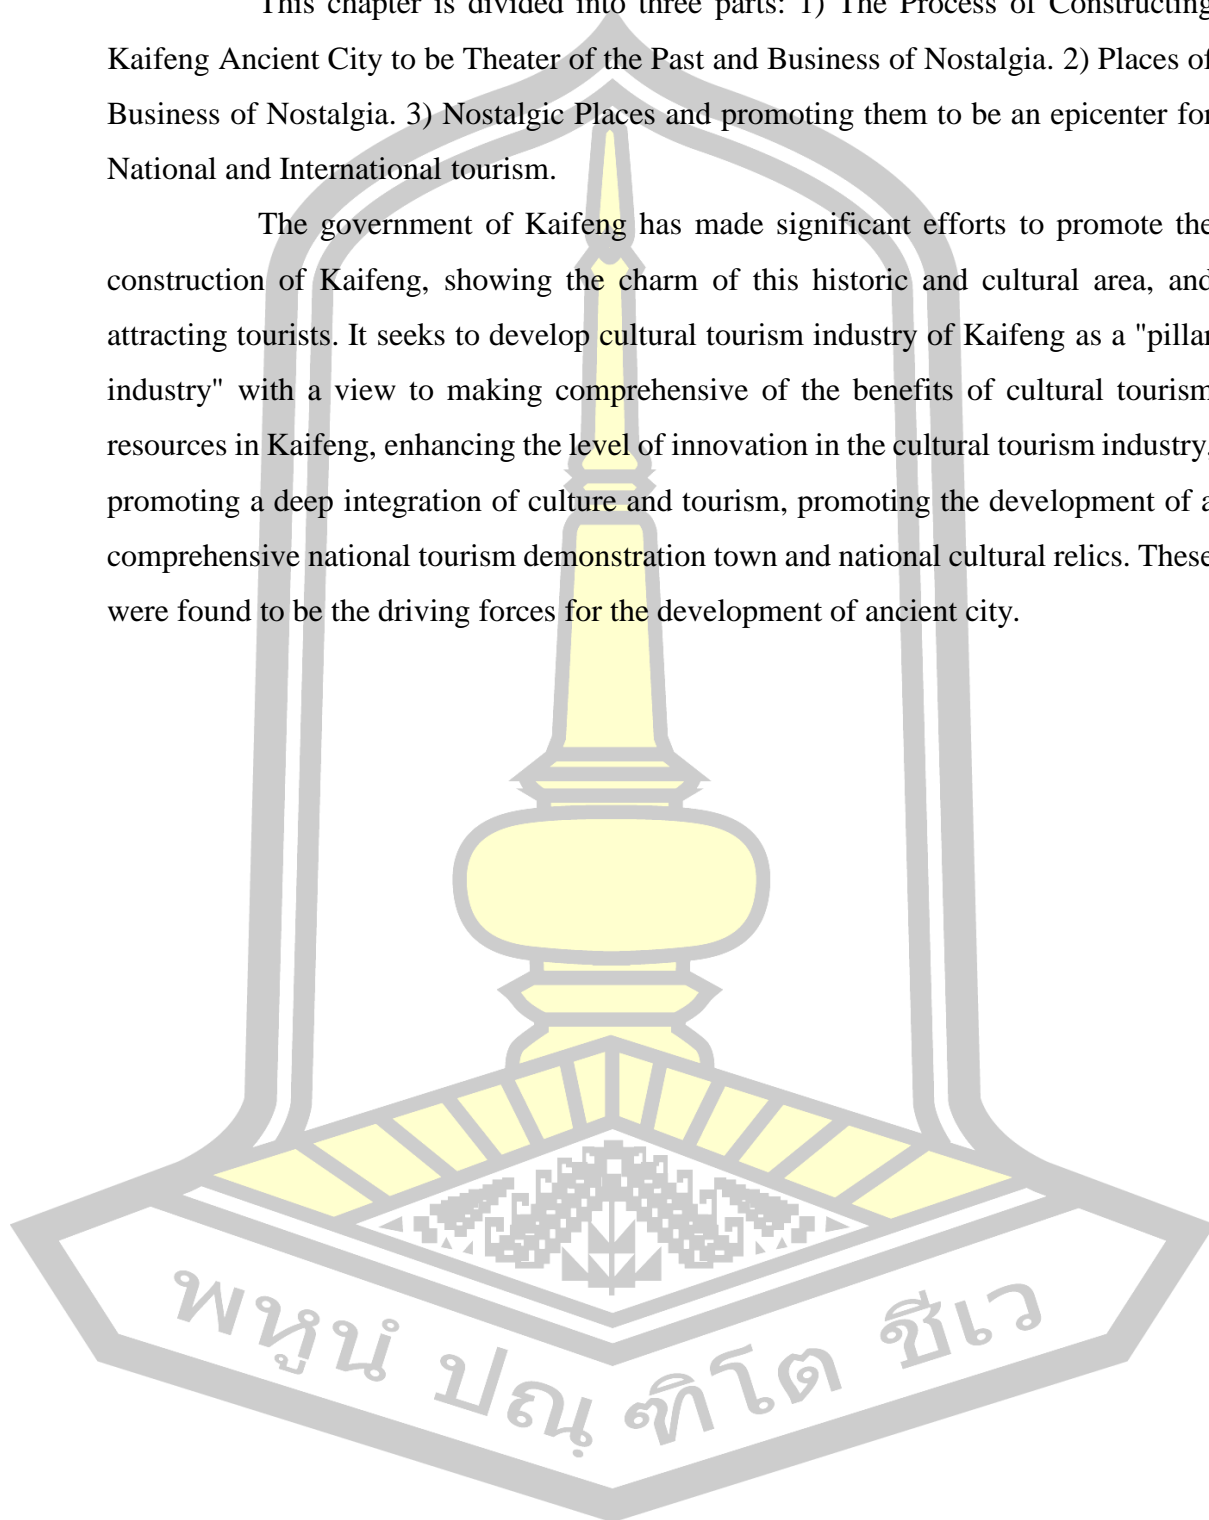 This chapter is divided into three parts: 1) The Process of Constructing
Kaifeng Ancient City to be Theater of the Past and Business of Nostalgia. 2) Places of
Business of Nostalgia. 3) Nostalgic Places and promoting them to be an epicenter for
National and International tourism.
The government of Kaifeng has made significant efforts to promote the
construction of Kaifeng, showing the charm of this historic and cultural area, and
attracting tourists. It seeks to develop cultural tourism industry of Kaifeng as a "pillar
industry" with a view to making comprehensive of the benefits of cultural tourism
resources in Kaifeng, enhancing the level of innovation in the cultural tourism industry,
promoting a deep integration of culture and tourism, promoting the development of a
comprehensive national tourism demonstration town and national cultural relics. These
were found to be the driving forces for the development of ancient city.
พหูนํ ปณฺฑิโต ชีเว